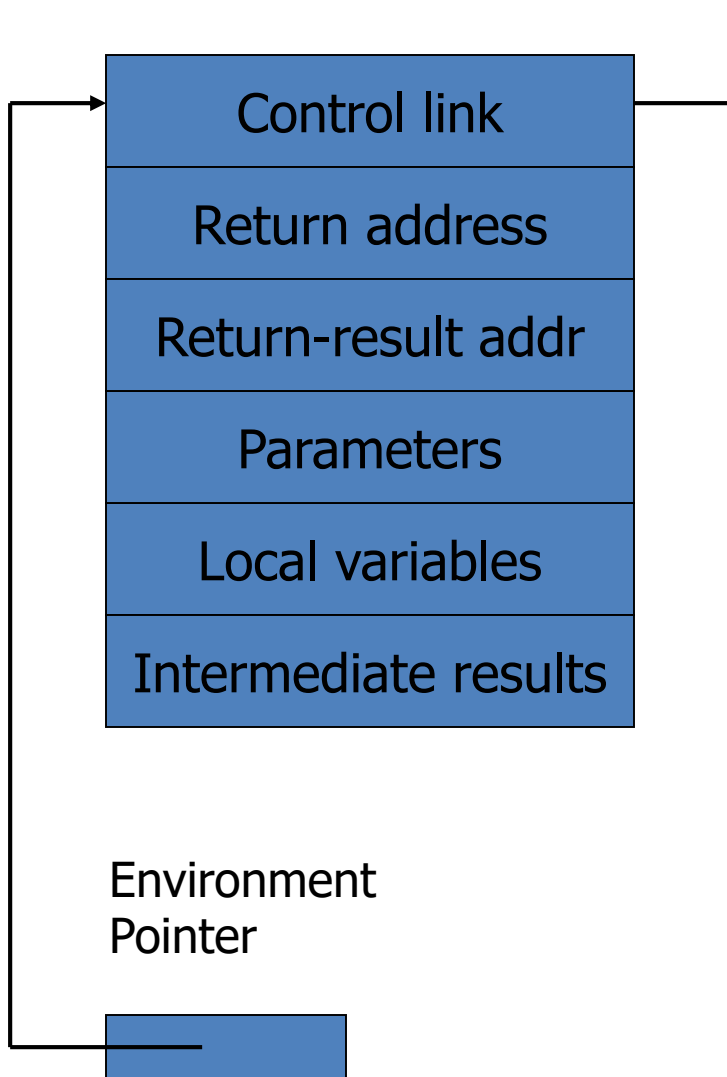 Control link
Return address
Return-result addr
Parameters
Local variables
Intermediate results
Environment
Pointer